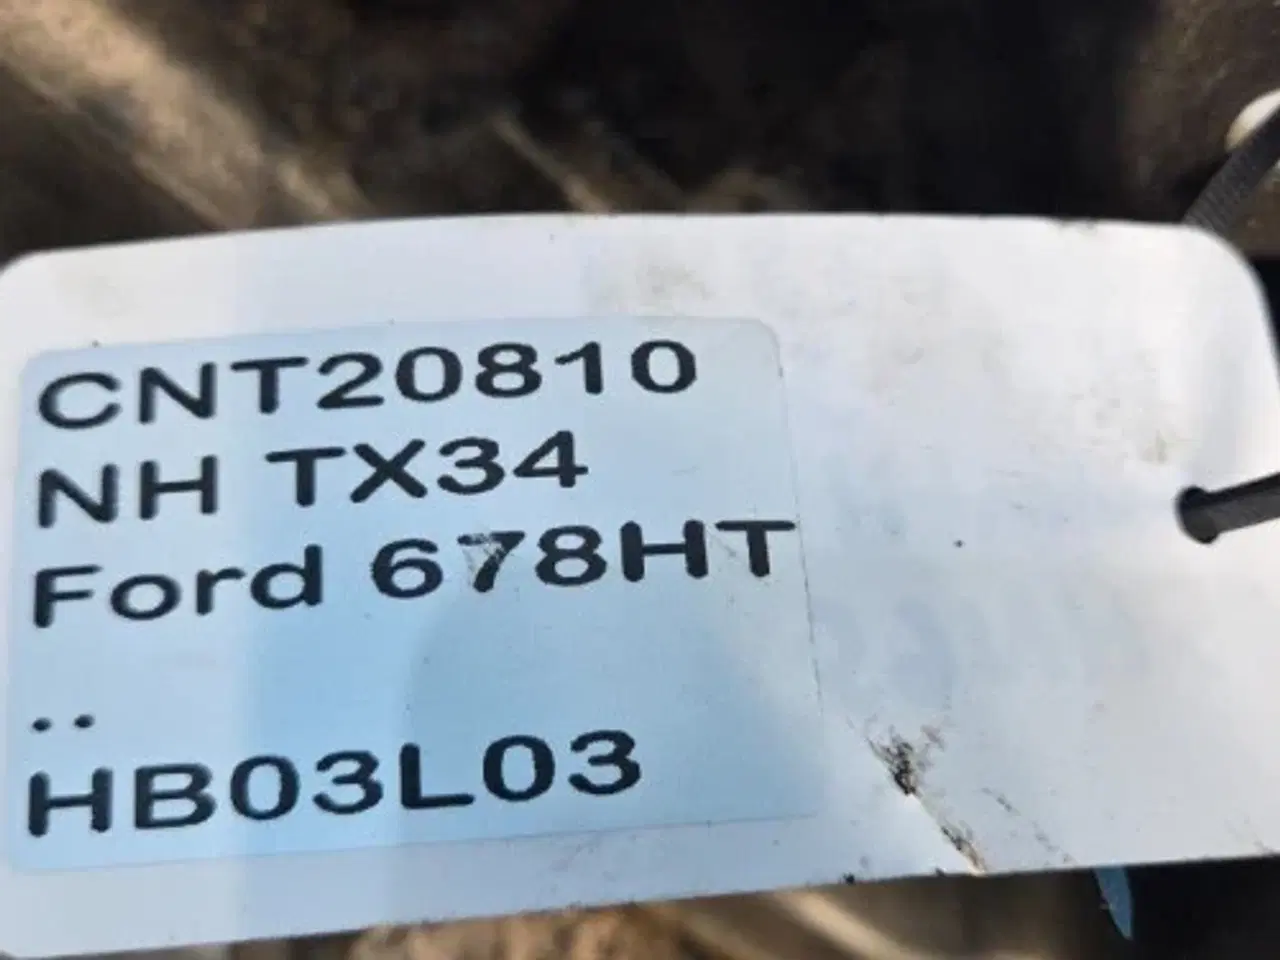 CNT20810
NH TX34
Ford 678HT
..
HB03L03